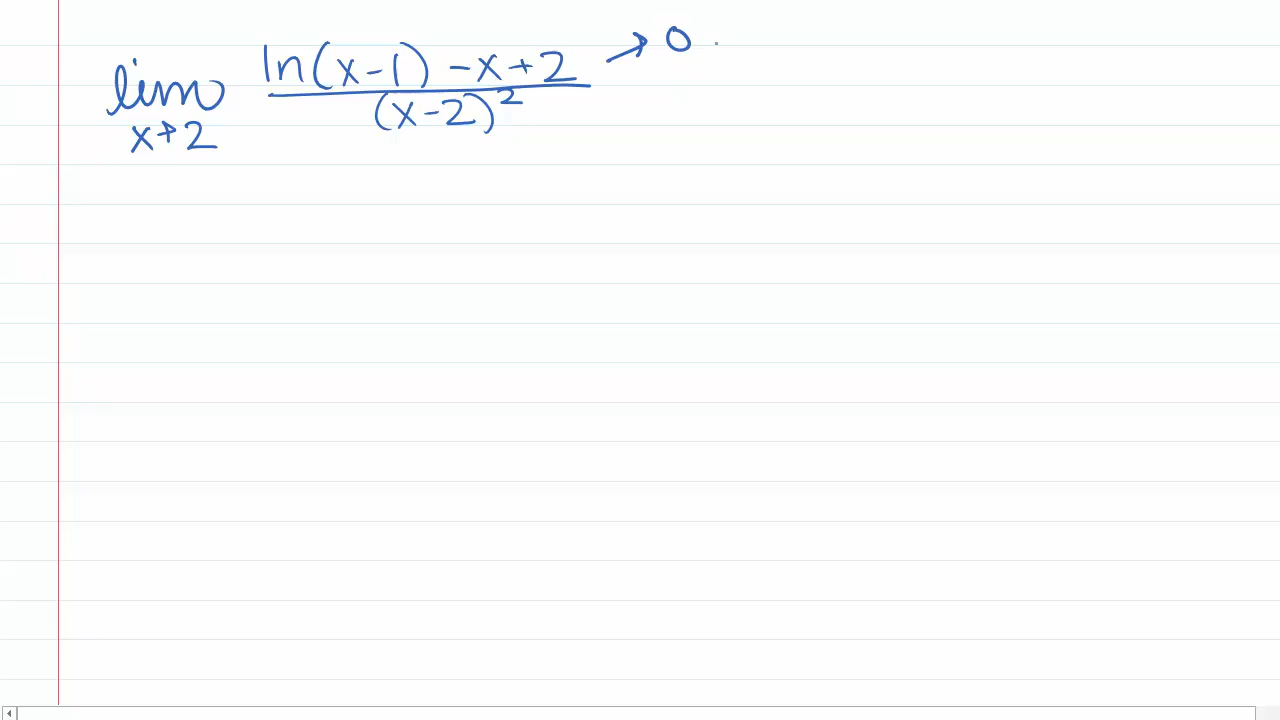 lim x→2 ln(x-1) -x+2 / (x-2)² → 0